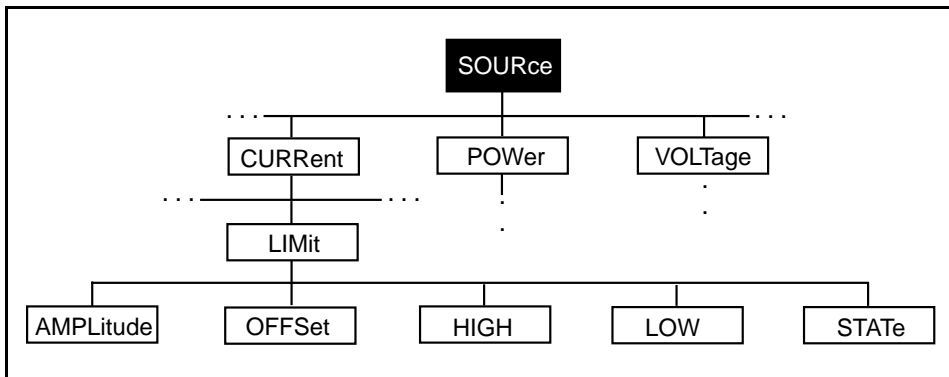 SOURce
. . . . . .
CURRent POWer VOLTage
. . . . . .
LIMit
AMPLitude OFFSet HIGH LOW STATe